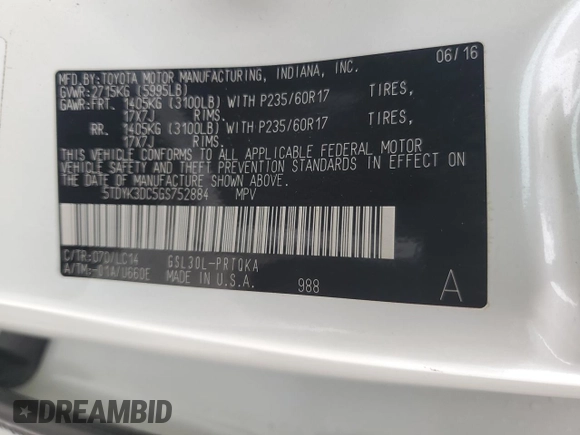 MFD.BY:TOYOTA MOTOR MANUFACTURING, INDIANA, INC. 06/16
GVWR:2715KG (5995LB)
GAWR:FRT. 1405KG (3100LB) WITH P235/60R17 TIRES,
17X7J RIMS.
RR. 1405KG (3100LB) WITH P235/60R17 TIRES,
17X7J RIMS.
THIS VEHICLE CONFORMS TO ALL APPLICABLE FEDERAL MOTOR
VEHICLE SAFETY, BUMPER, AND THEFT PREVENTION STANDARDS IN EFFECT
ON THE DATE OF MANUFACTURE SHOWN ABOVE.
5TDYK3DC5GS752884 MPV
C/TR:070/LC14 GSL30L-PRTQKA
A/TM:-01A/U660E MADE IN U.S.A. 988 A
DREAMBID